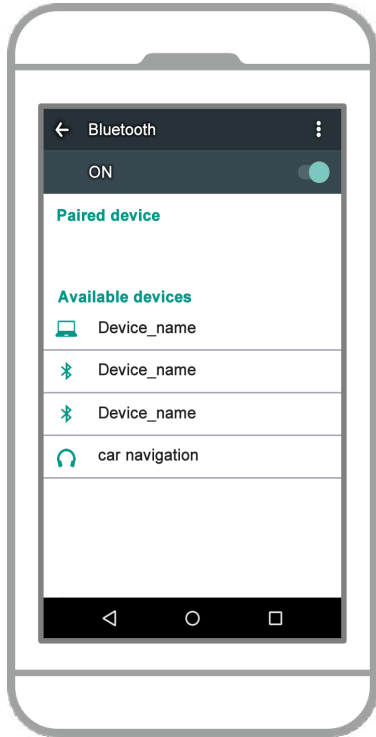 Bluetooth
ON
Paired device
Available devices
Device_name
Device_name
Device_name
car navigation